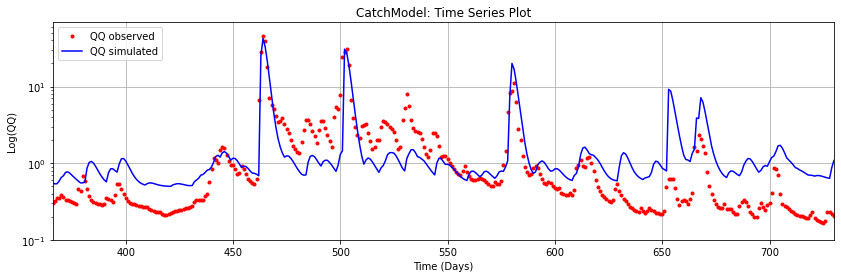 CatchModel: Time Series Plot
QQ observed
QQ simulated
Log(QQ)
10¹
10⁰
10⁻¹
400 450 500 550 600 650 700
Time (Days)